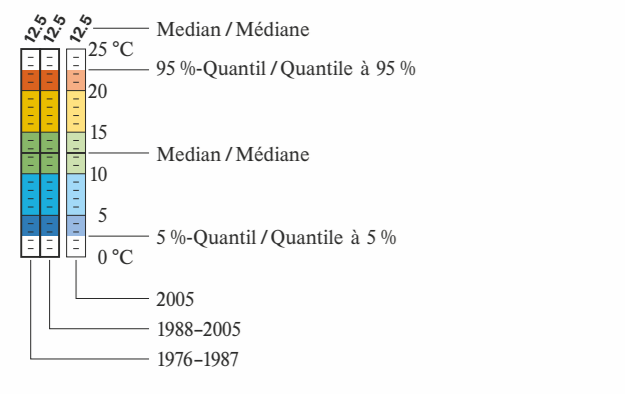 12.5 12.5 12.5
Median / Médiane
25 °C
95 %-Quantil / Quantile à 95 %
20
15
Median / Médiane
10
5
5 %-Quantil / Quantile à 5 %
0 °C
2005
1988–2005
1976–1987